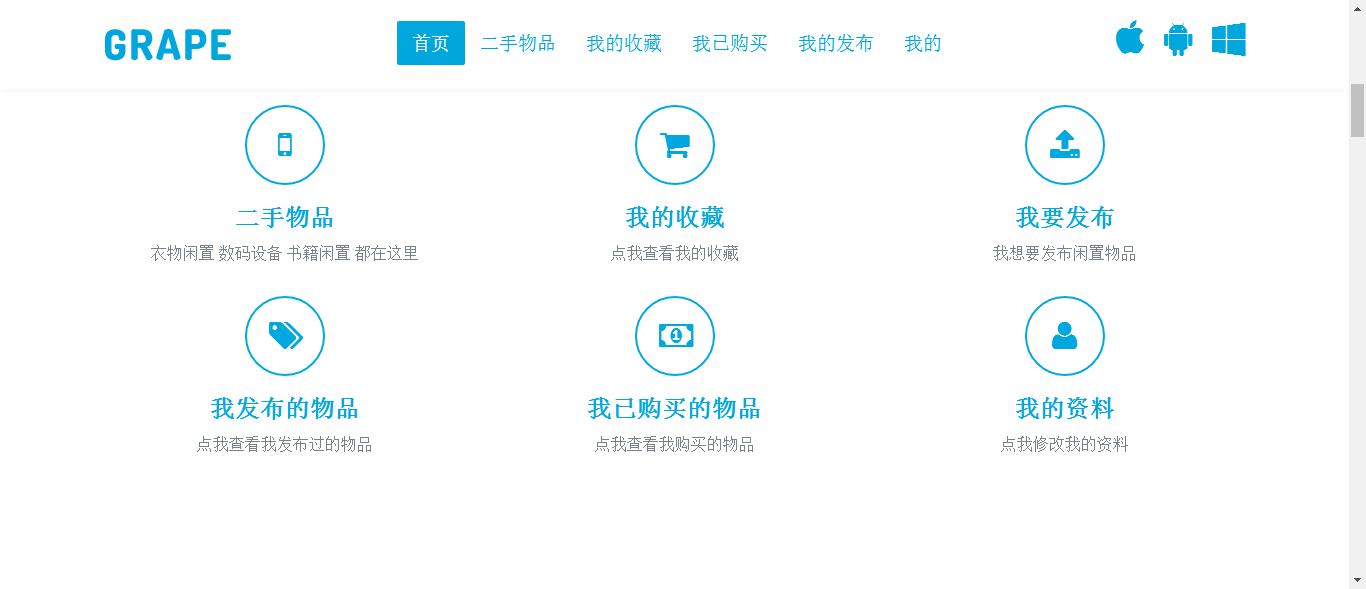 GRAPE 首页 二手物品 我的收藏 我已购买 我的发布 我的
二手物品 我的收藏 我要发布
衣物闲置 数码设备 书籍闲置 都在这里 点我查看我的收藏 我想要发布闲置物品
1
我发布的物品 我已购买的物品 我的资料
点我查看我发布过的物品 点我查看我购买的物品 点我修改我的资料